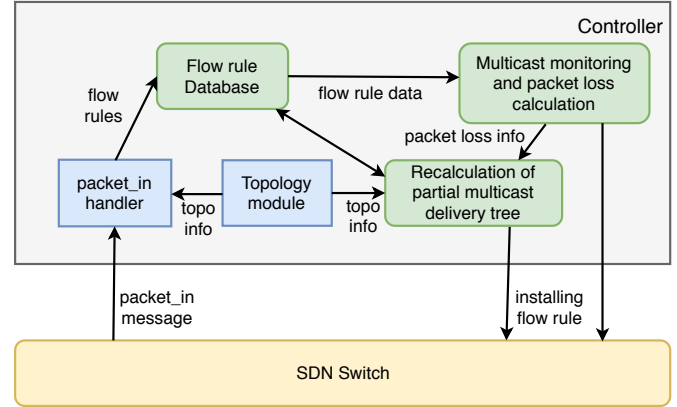 Controller
Flow rule
Database
Multicast monitoring
and packet loss
calculation
flow
rules
flow rule data
packet loss info
packet_in
handler
Topology
module
Recalculation of
partial multicast
delivery tree
topo
info
topo
info
packet_in
message
installing
flow rule
SDN Switch